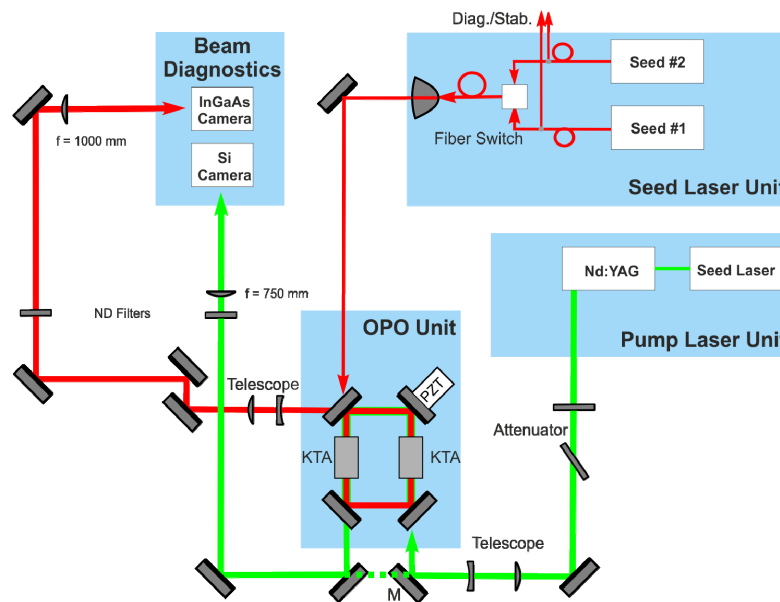 Diag./Stab.
Beam
Diagnostics
InGaAs
Camera
Si
Camera
f = 1000 mm
Seed #2
Seed #1
Fiber Switch
Seed Laser Unit
f = 750 mm
ND Filters
Nd:YAG
Seed Laser
Pump Laser Unit
OPO Unit
Telescope
PZT
KTA
KTA
Attenuator
Telescope
M